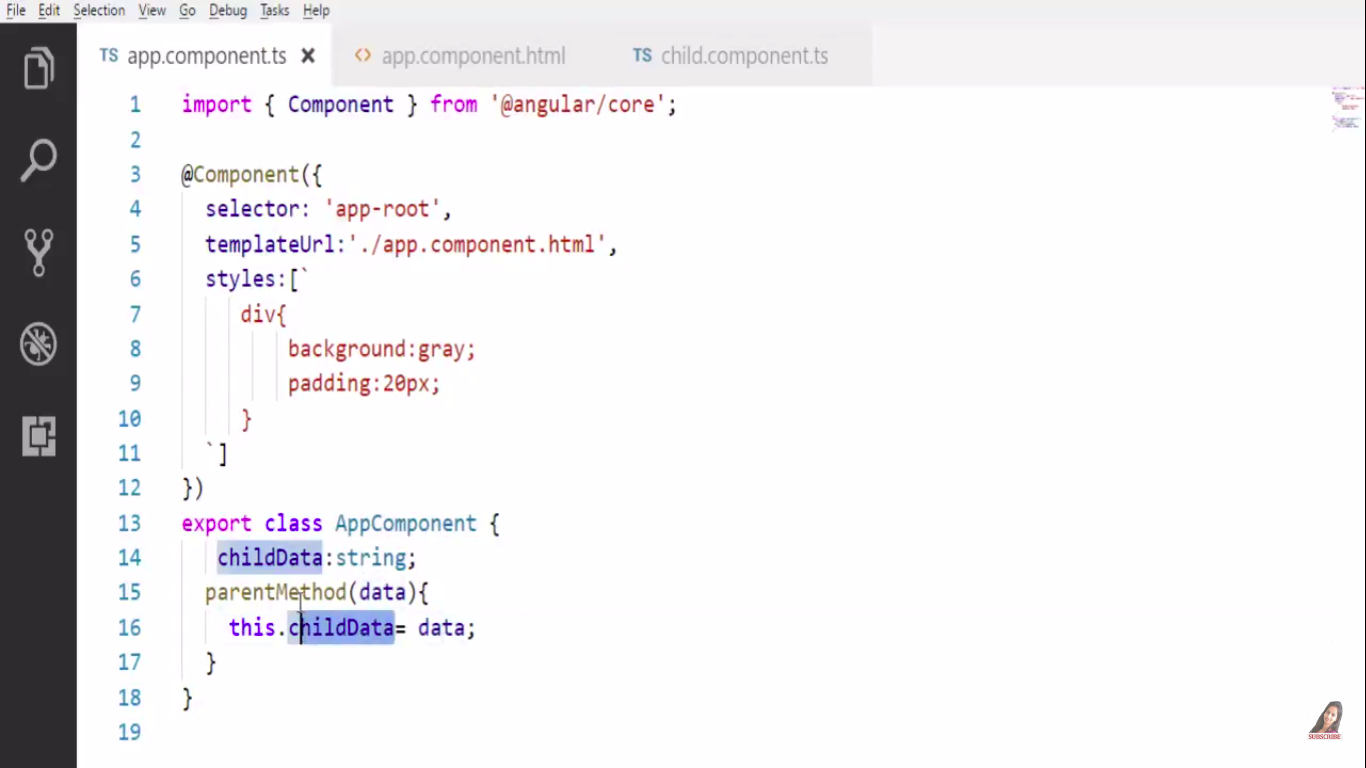 File Edit Selection View Go Debug Tasks Help
TS app.component.ts × <> app.component.html TS child.component.ts
1 import { Component } from '@angular/core';
2
3 @Component({
4 selector: 'app-root',
5 templateUrl:'./app.component.html',
6 styles:[`
7 div{
8 background:gray;
9 padding:20px;
10 }
11 `]
12 })
13 export class AppComponent {
14 childData:string;
15 parentMethod(data){
16 this.childData= data;
17 }
18 }
19
SUBSCRIBE